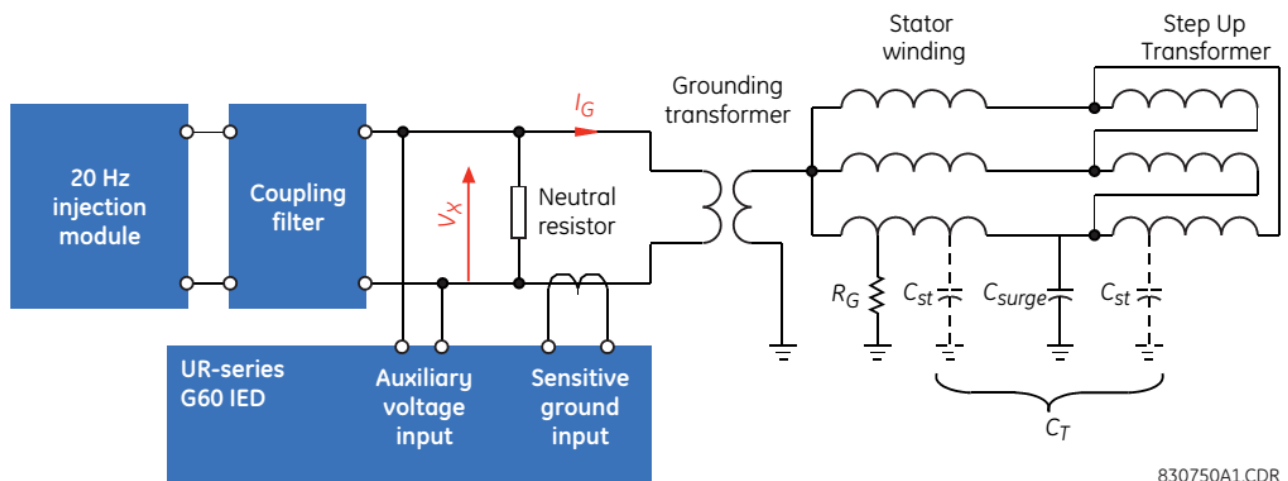 Stator
winding
Step Up
Transformer
Grounding
transformer
20 Hz
injection
module
Coupling
filter
I_G
V_X
Neutral
resistor
R_G
C_st
C_surge
C_st
C_T
UR-series
G60 IED
Auxiliary
voltage
input
Sensitive
ground
input
830750A1.CDR